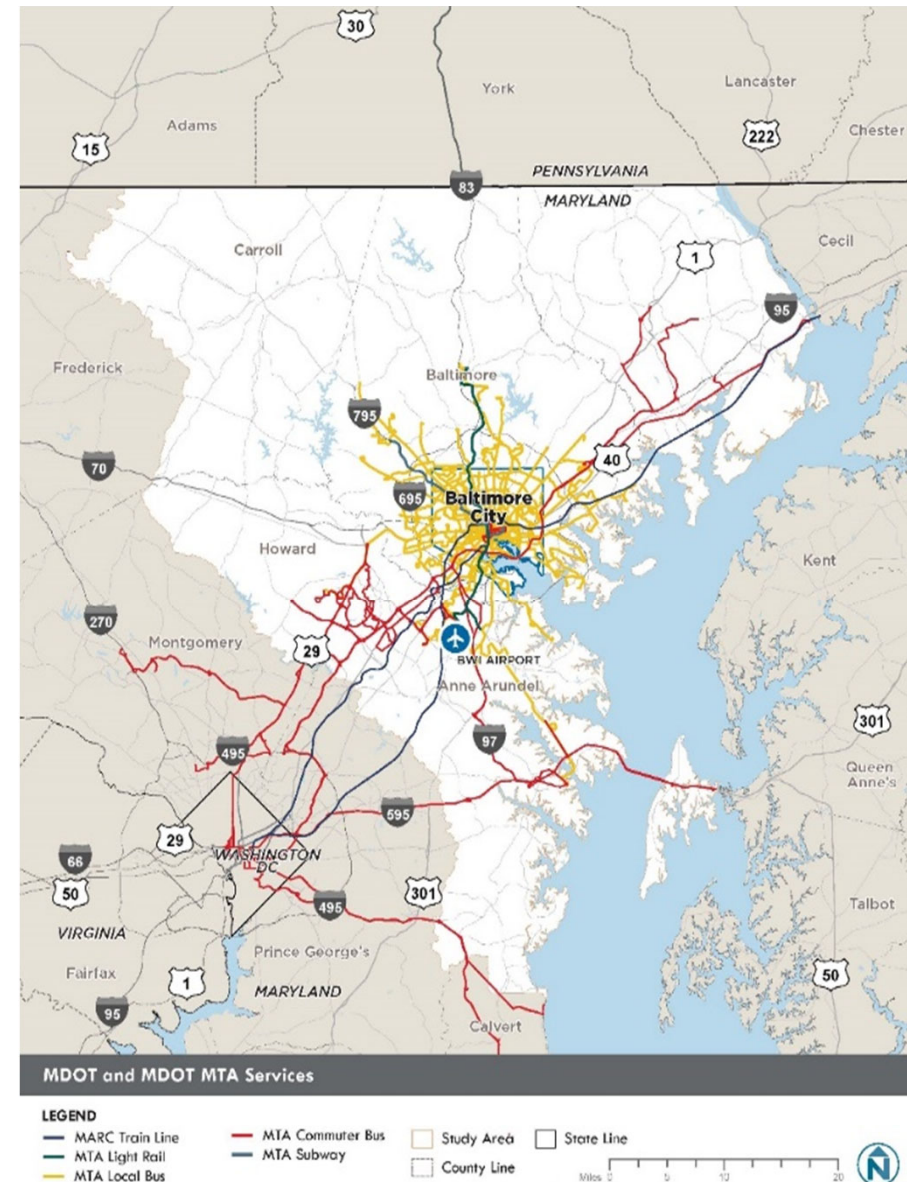 30
York
Lancaster
Adams
222
Chester
15
PENNSYLVANIA
83
MARYLAND
Carroll
Cecil
1
95
Frederick
Baltimore
795
40
70
695
Baltimore
City
Howard
Kent
270
Montgomery
29
BWI AIRPORT
Anne Arundel
301
97
495
Queen
Anne's
595
29
WASHINGTON
DC
66
50
301
495
Talbot
VIRGINIA
Prince George's
50
Fairfax
1
MARYLAND
95
Calvert
MDOT and MDOT MTA Services
LEGEND
MARC Train Line
MTA Light Rail
MTA Local Bus
MTA Commuter Bus
MTA Subway
Study Area
County Line
State Line
Miles 0 5 10 20
N